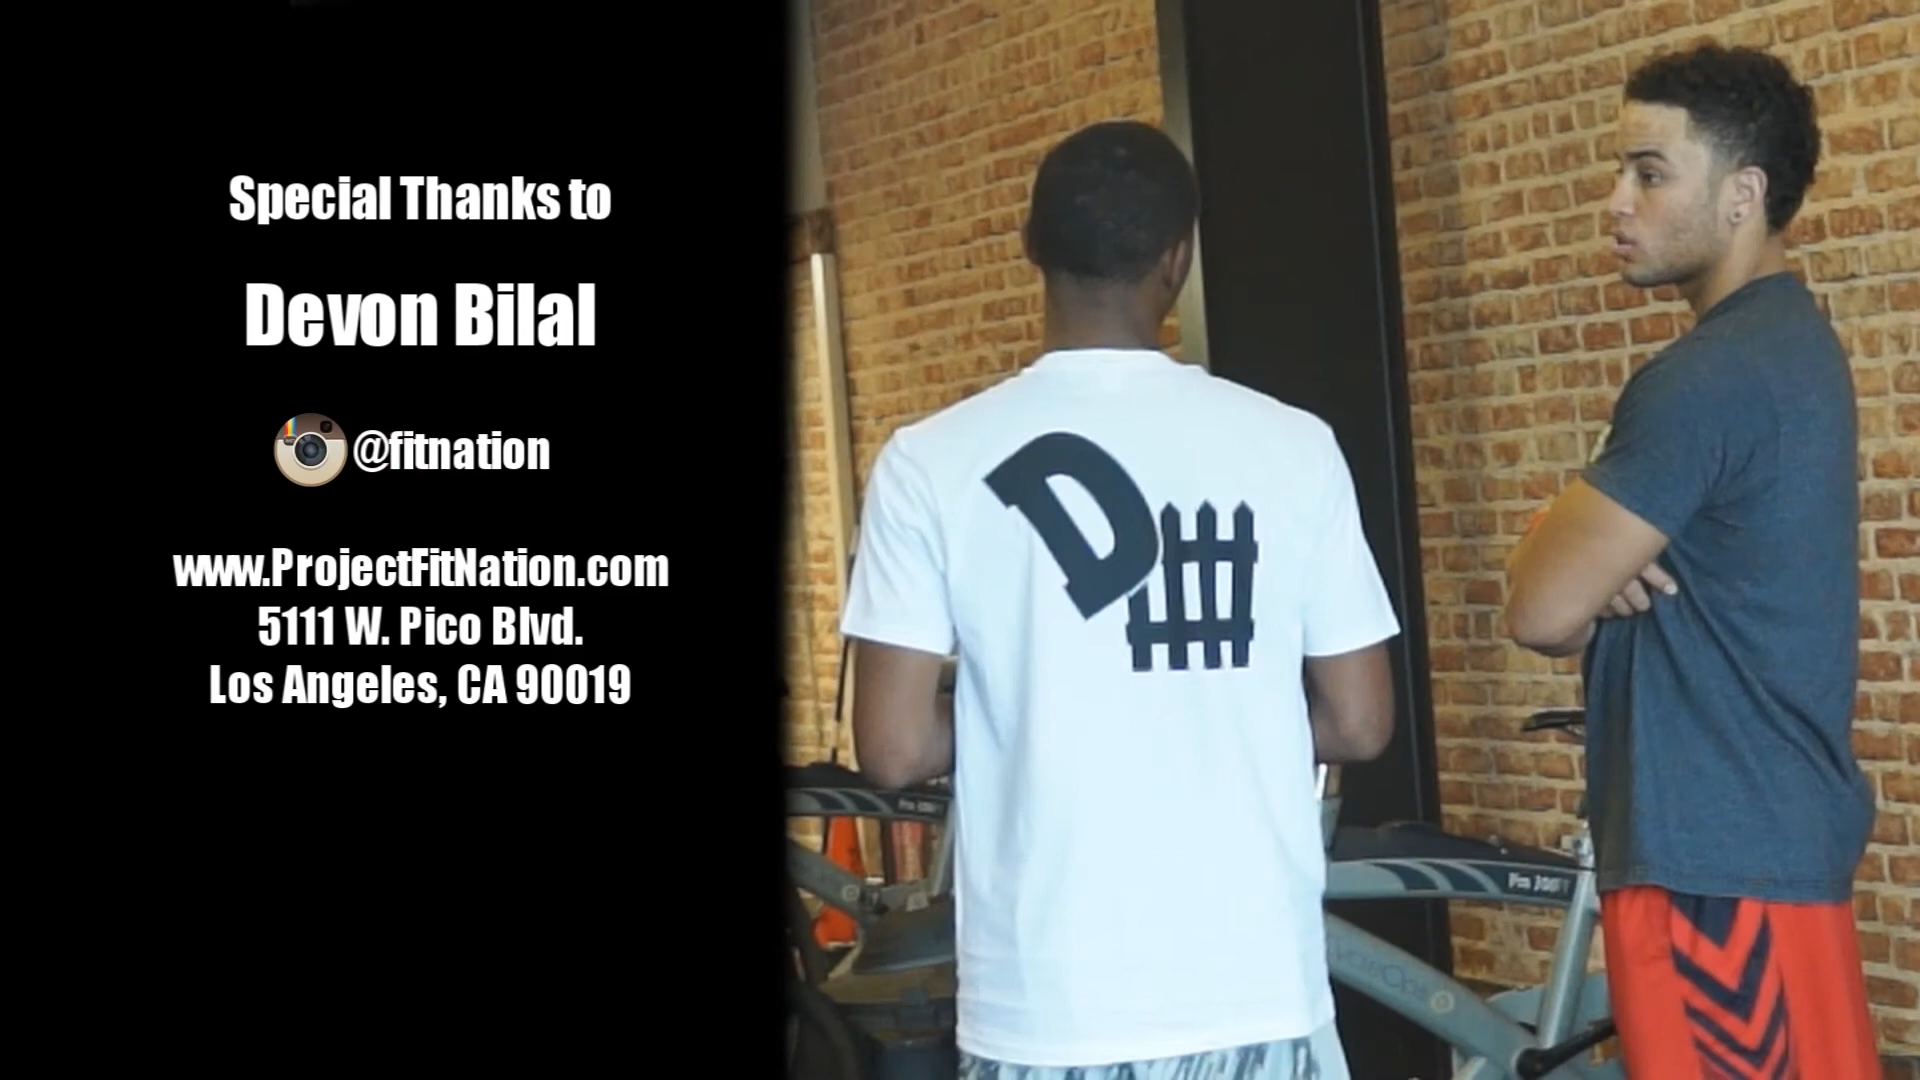 Special Thanks to
Devon Bilal
@fitnation
www.ProjectFitNation.com
5111 W. Pico Blvd.
Los Angeles, CA 90019
D